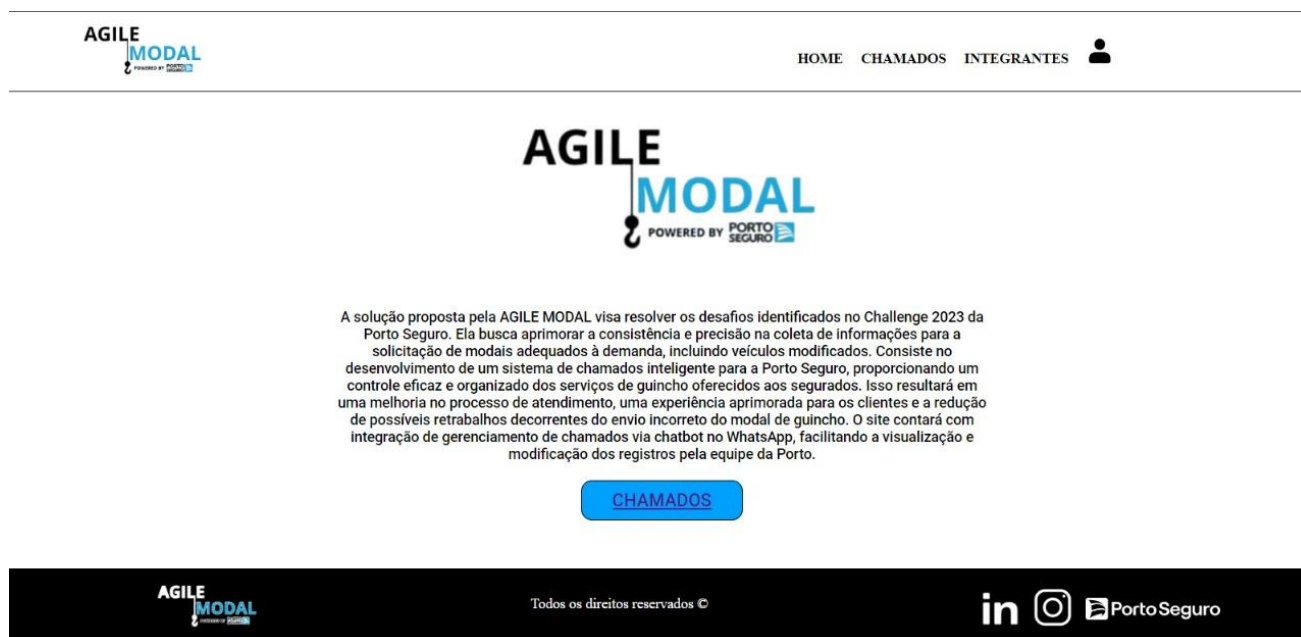 AGILE
MODAL
POWERED BY PORTO
SEGURO
HOME CHAMADOS INTEGRANTES
AGILE
MODAL
POWERED BY PORTO
SEGURO
A solução proposta pela AGILE MODAL visa resolver os desafios identificados no Challenge 2023 da
Porto Seguro. Ela busca aprimorar a consistência e precisão na coleta de informações para a
solicitação de modais adequados à demanda, incluindo veículos modificados. Consiste no
desenvolvimento de um sistema de chamados inteligente para a Porto Seguro, proporcionando um
controle eficaz e organizado dos serviços de guincho oferecidos aos segurados. Isso resultará em
uma melhoria no processo de atendimento, uma experiência aprimorada para os clientes e a redução
de possíveis retrabalhos decorrentes do envio incorreto do modal de guincho. O site contará com
integração de gerenciamento de chamados via chatbot no WhatsApp, facilitando a visualização e
modificação dos registros pela equipe da Porto.
CHAMADOS
AGILE
MODAL
Todos os direitos reservados ©
in
Porto Seguro